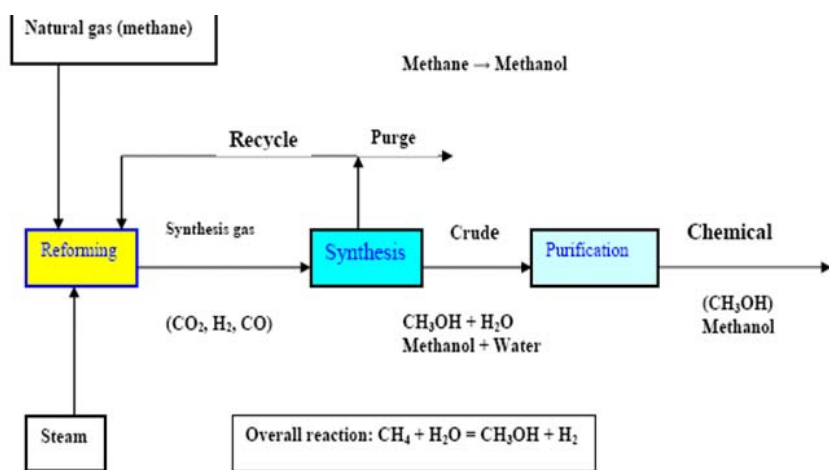 Natural gas (methane)
Methane → Methanol
Recycle
Purge
Reforming
Synthesis gas
Synthesis
Crude
Purification
Chemical
(CO₂, H₂, CO)
CH₃OH + H₂O
Methanol + Water
(CH₃OH)
Methanol
Steam
Overall reaction: CH₄ + H₂O = CH₃OH + H₂